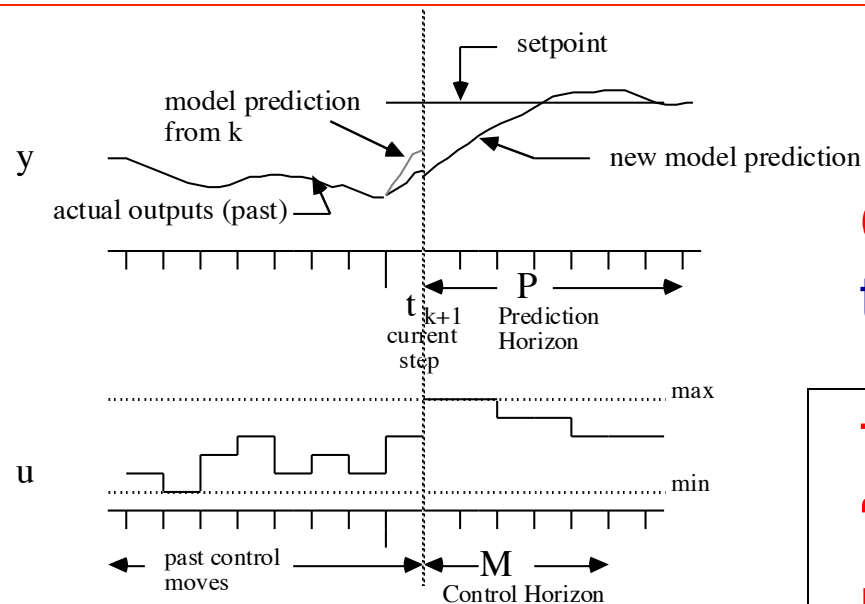 setpoint
model prediction
from k
y
new model prediction
actual outputs (past)
P
t k+1
current
step
Prediction
Horizon
max
u
min
past control
moves
M
Control Horizon